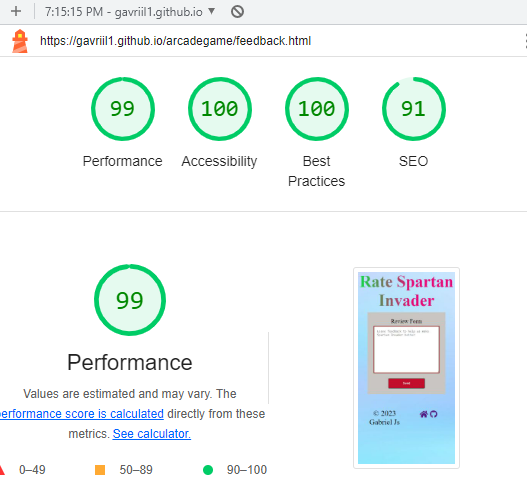 7:15:15 PM - gavriil1.github.io
https://gavriil1.github.io/arcadegame/feedback.html
99 100 100 91
Performance Accessibility Best Practices SEO
99
Performance
Values are estimated and may vary. The
performance score is calculated directly from these
metrics. See calculator.
0–49 50–89 90–100
Rate Spartan
Invader
Review Form
© 2023
Gabriel Js